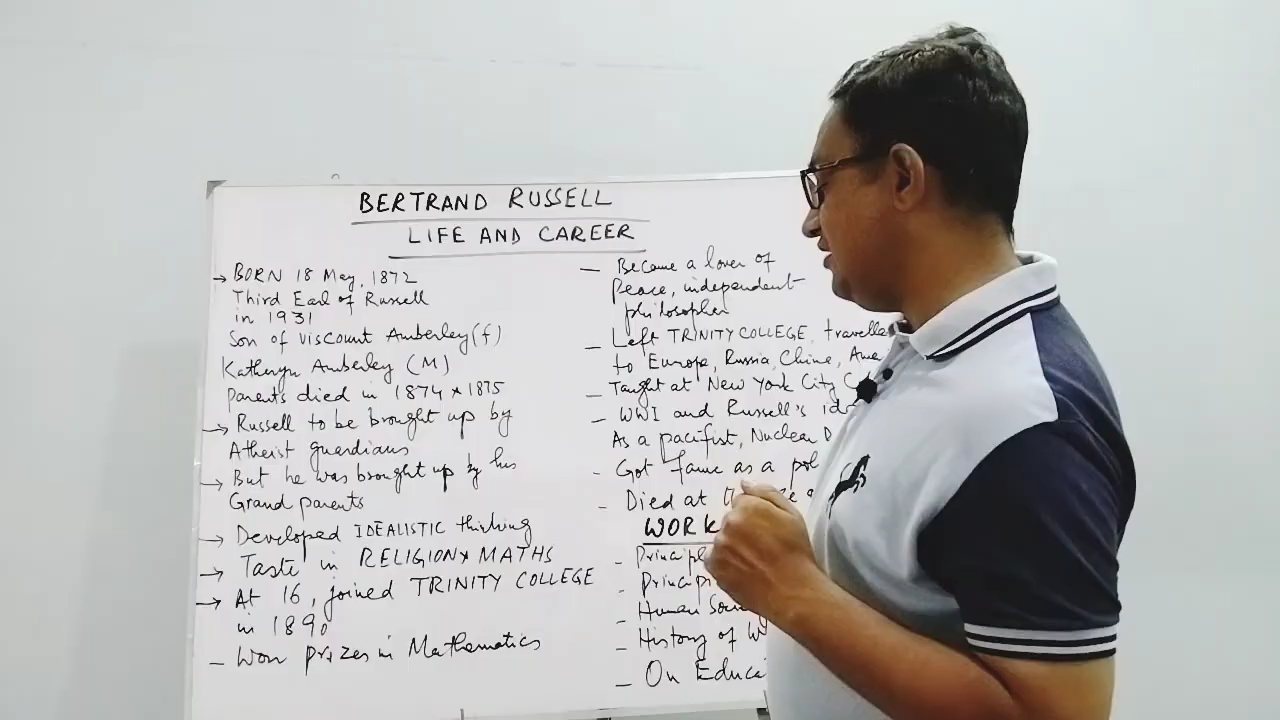 BERTRAND RUSSELL
LIFE AND CAREER
→ BORN 18 May, 1872
Third Earl of Russell
in 1931
Son of Viscount Amberley (f)
Katheryn Amberley (M)
Parents died in 1874 & 1875
→ Russell to be brought up by
Atheist guardians
→ But he was brought up by his
Grand parents
→ Developed IDEALISTIC thinking
→ Taste in RELIGION & MATHS
→ At 16, joined TRINITY COLLEGE
in 1890
- Won prizes in Mathematics
- Became a lover of
Peace, independent
philosopher
- Left TRINITY COLLEGE, travelle
to Europe, Russia, China, Ame
- Taught at New York City
- WWI and Russell's
As a pacifist, Nuclear D
- Got fame as a pol
- Died at
WORK
- Principl
- Princip
- Human
- History of W
- On Educa